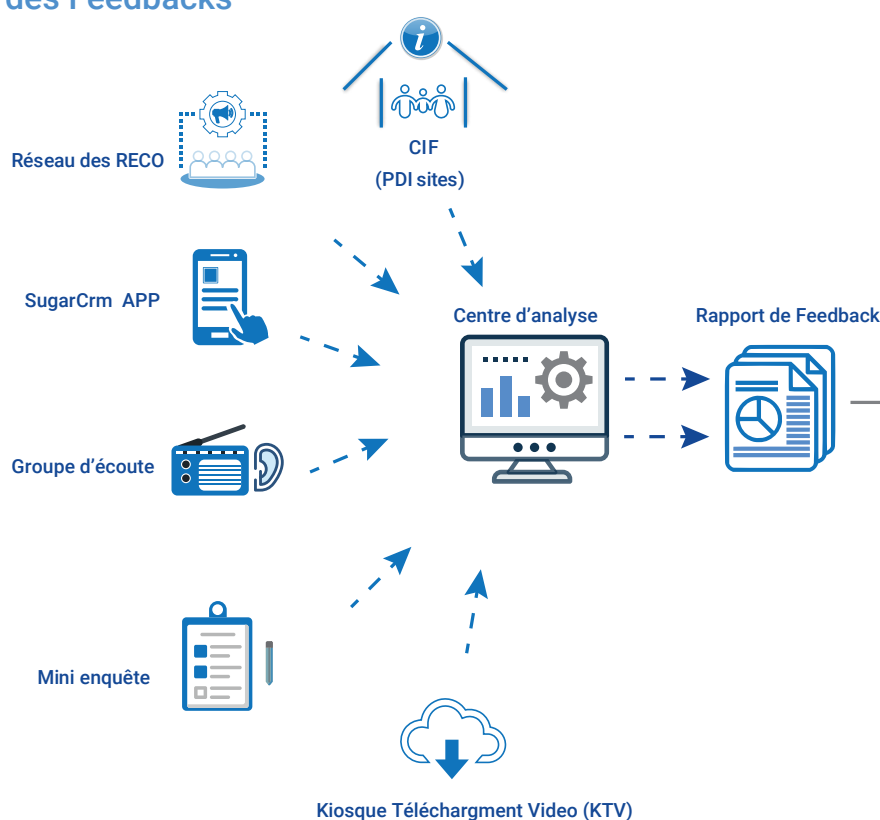 des Feedbacks
CIF
(PDI sites)
Réseau des RECO
SugarCrm APP
Centre d'analyse
Rapport de Feedback
Groupe d'écoute
Mini enquête
Kiosque Téléchargment Video (KTV)